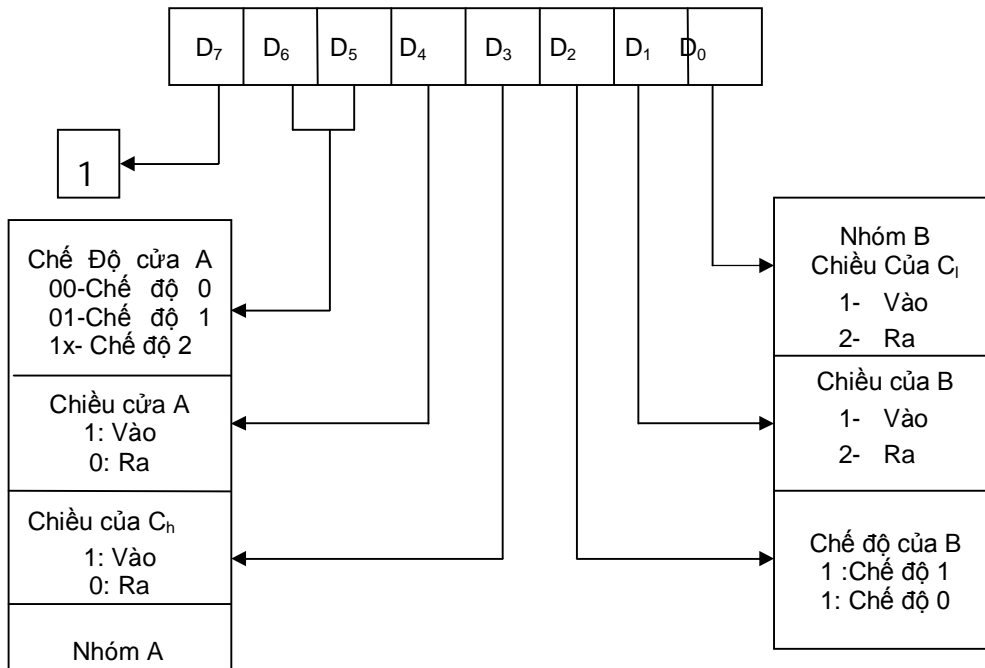 D₇ D₆ D₅ D₄ D₃ D₂ D₁ D₀
1
Chế Độ cửa A
00-Chế độ 0
01-Chế độ 1
1x- Chế độ 2
Chiều cửa A
1: Vào
0: Ra
Chiều của Cₕ
1: Vào
0: Ra
Nhóm A
Nhóm B
Chiều Của Cₗ
1- Vào
2- Ra
Chiều của B
1- Vào
2- Ra
Chế độ của B
1 :Chế độ 1
1: Chế độ 0